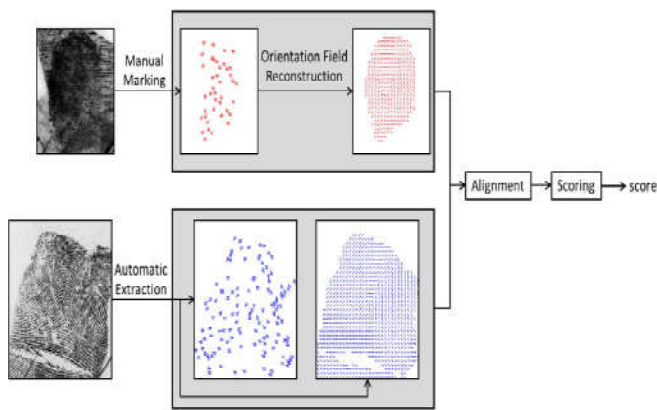 Manual
Marking
Orientation Field
Reconstruction
Alignment
Scoring
score
Automatic
Extraction